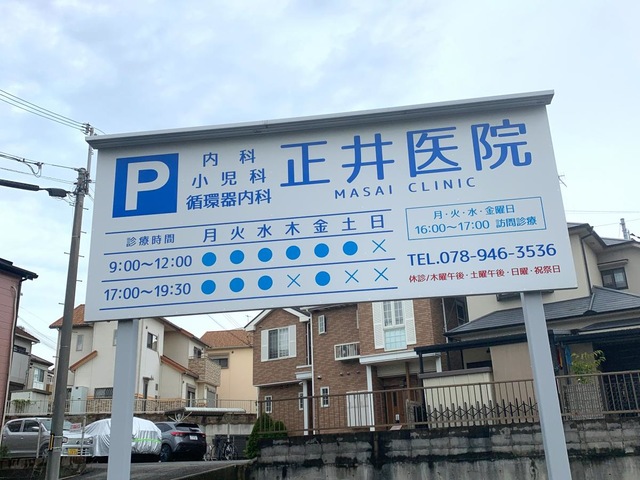 P
内科
小児科
循環器内科
正井医院
MASAI CLINIC
診療時間 月 火 水 木 金 土 日
9:00〜12:00 ● ● ● ● ● ● ×
17:00〜19:30 ● ● ● × ● × ×
月・火・水・金曜日
16:00〜17:00 訪問診療
TEL.078-946-3536
休診/木曜午後・土曜午後・日曜・祝祭日